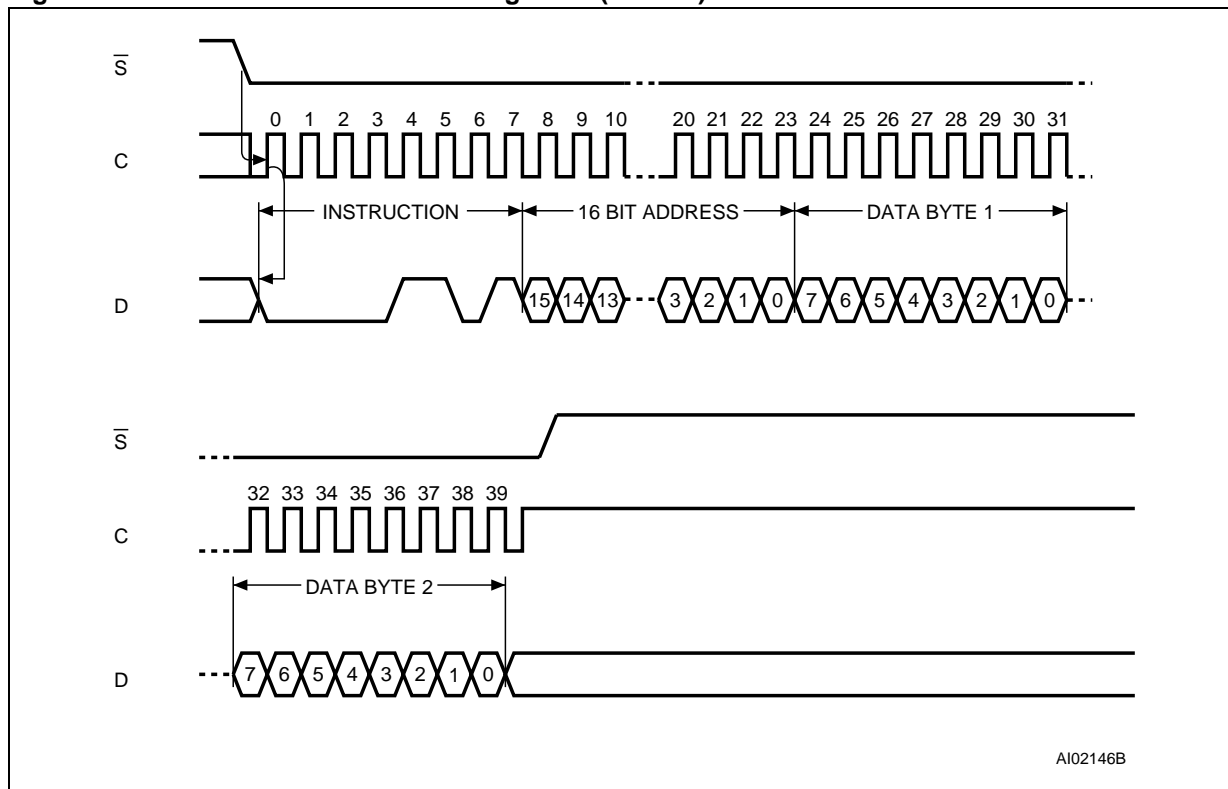 S
0 1 2 3 4 5 6 7 8 9 10 20 21 22 23 24 25 26 27 28 29 30 31
C
INSTRUCTION 16 BIT ADDRESS DATA BYTE 1
D 15 14 13 3 2 1 0 7 6 5 4 3 2 1 0
S
32 33 34 35 36 37 38 39
C
DATA BYTE 2
D 7 6 5 4 3 2 1 0
AI02146B